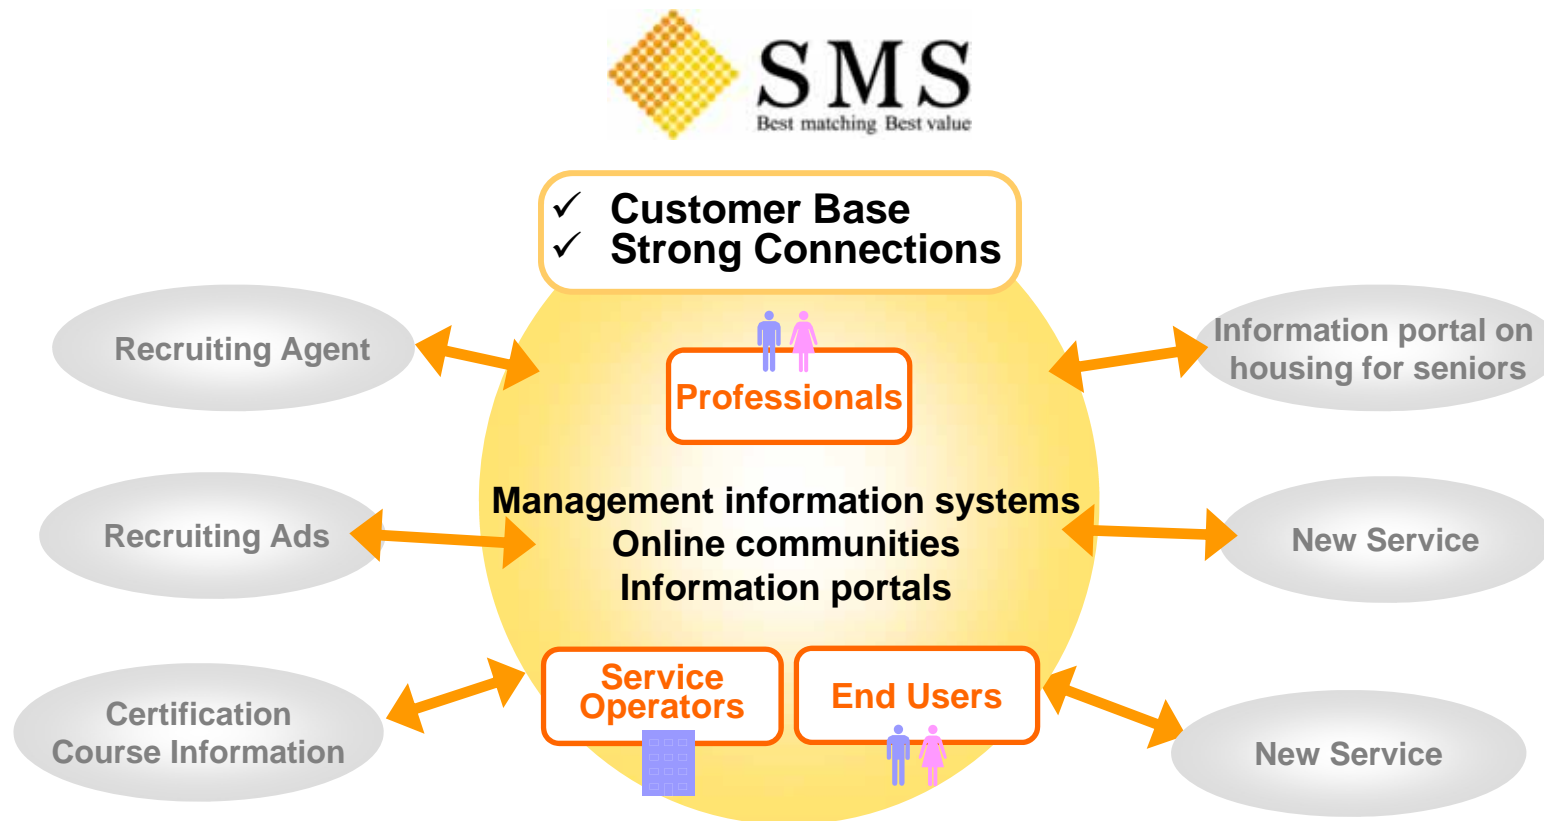 SMS
Best matching Best value
✓ Customer Base
✓ Strong Connections
Recruiting Agent
Information portal on
housing for seniors
Professionals
Management information systems
Online communities
Information portals
Recruiting Ads
New Service
Service
Operators
End Users
Certification
Course Information
New Service